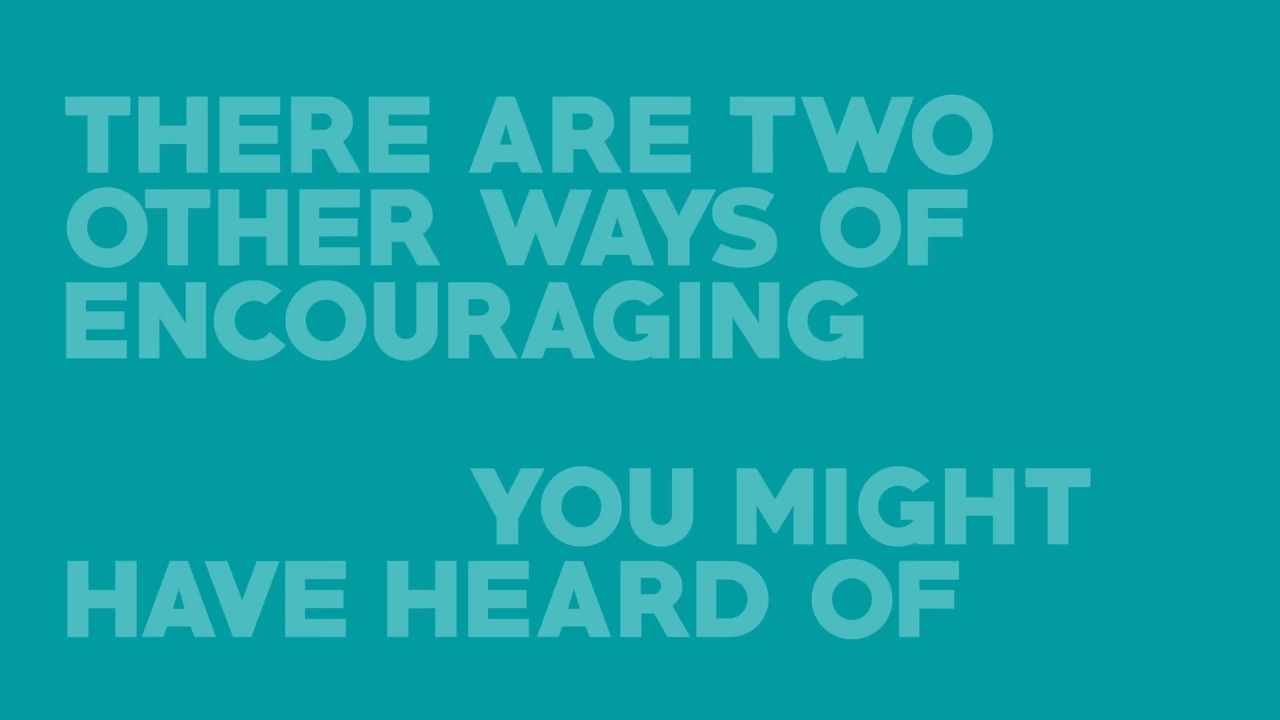 THERE ARE TWO
OTHER WAYS OF
ENCOURAGING
YOU MIGHT
HAVE HEARD OF